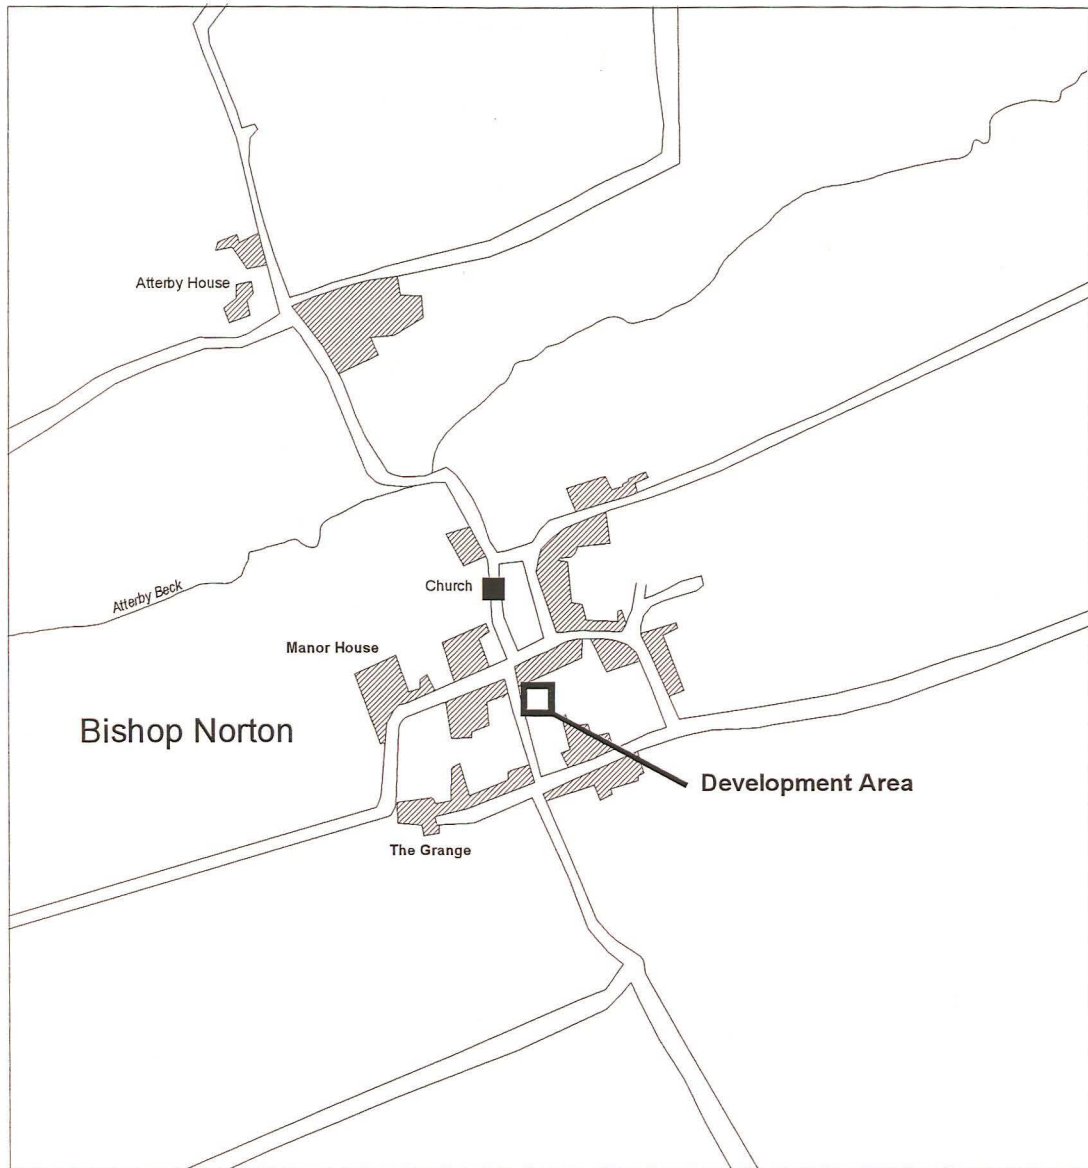 Atterby House
Church
Atterby Beck
Manor House
Bishop Norton
Development Area
The Grange